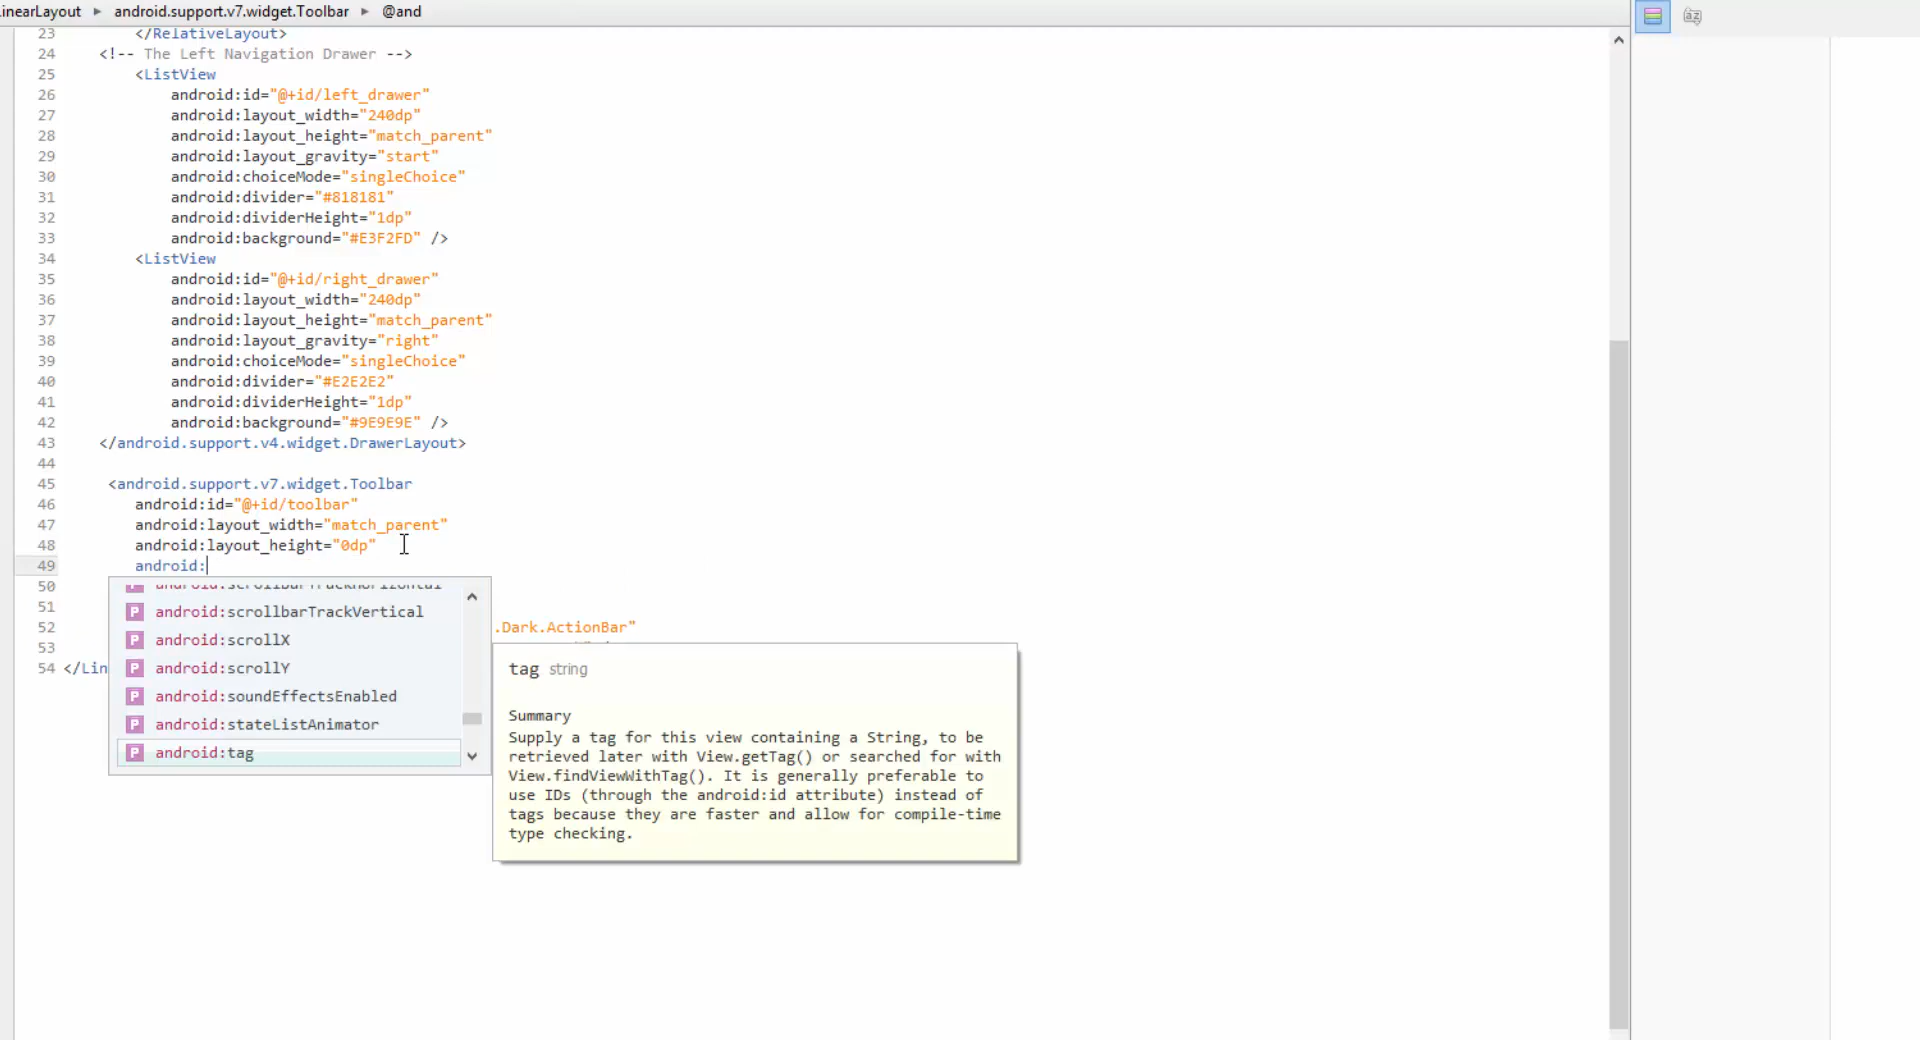 inearLayout ▸ android.support.v7.widget.Toolbar ▸ @and
23 </RelativeLayout>
24 <!-- The Left Navigation Drawer -->
25 <ListView
26 android:id="@+id/left_drawer"
27 android:layout_width="240dp"
28 android:layout_height="match_parent"
29 android:layout_gravity="start"
30 android:choiceMode="singleChoice"
31 android:divider="#818181"
32 android:dividerHeight="1dp"
33 android:background="#E3F2FD" />
34 <ListView
35 android:id="@+id/right_drawer"
36 android:layout_width="240dp"
37 android:layout_height="match_parent"
38 android:layout_gravity="right"
39 android:choiceMode="singleChoice"
40 android:divider="#E2E2E2"
41 android:dividerHeight="1dp"
42 android:background="#9E9E9E" />
43 </android.support.v4.widget.DrawerLayout>
44
45 <android.support.v7.widget.Toolbar
46 android:id="@+id/toolbar"
47 android:layout_width="match_parent"
48 android:layout_height="0dp"
49 android:
50
51
52 .Dark.ActionBar"
53
54 </Lin
P android:scrollbarTrackHorizontal
P android:scrollbarTrackVertical
P android:scrollX
P android:scrollY
P android:soundEffectsEnabled
P android:stateListAnimator
P android:tag
tag string
Summary
Supply a tag for this view containing a String, to be
retrieved later with View.getTag() or searched for with
View.findViewWithTag(). It is generally preferable to
use IDs (through the android:id attribute) instead of
tags because they are faster and allow for compile-time
type checking.